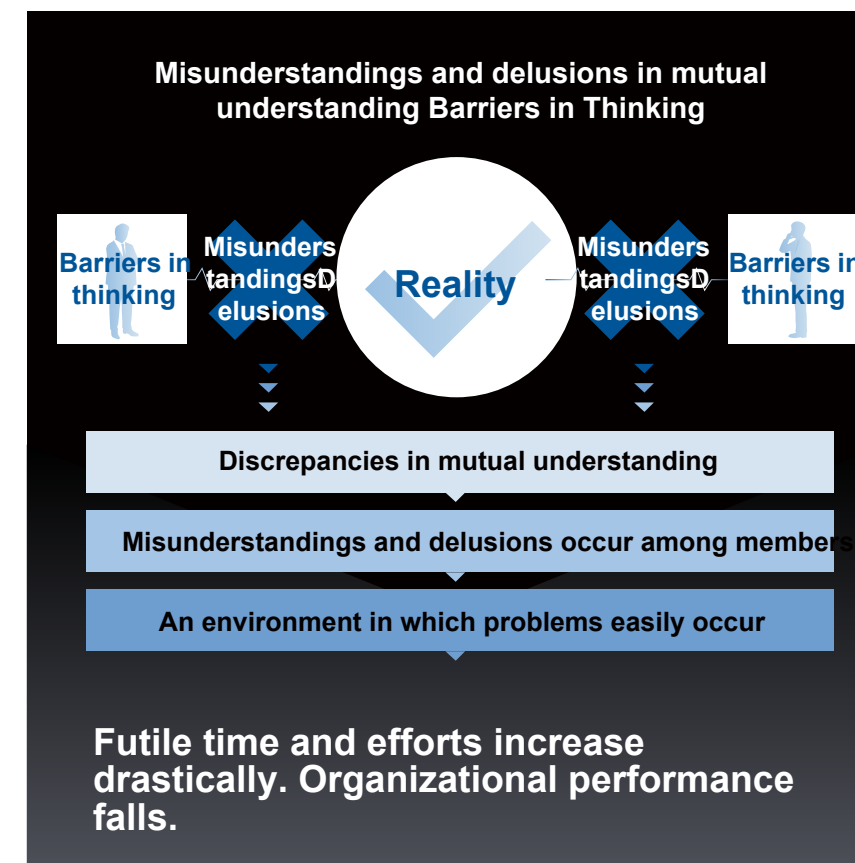 Misunderstandings and delusions in mutual
understanding Barriers in Thinking
Barriers in
thinking
Misunders
tandingsD
elusions
Reality
Misunders
tandingsD
elusions
Barriers in
thinking
Discrepancies in mutual understanding
Misunderstandings and delusions occur among members
An environment in which problems easily occur
Futile time and efforts increase
drastically. Organizational performance
falls.